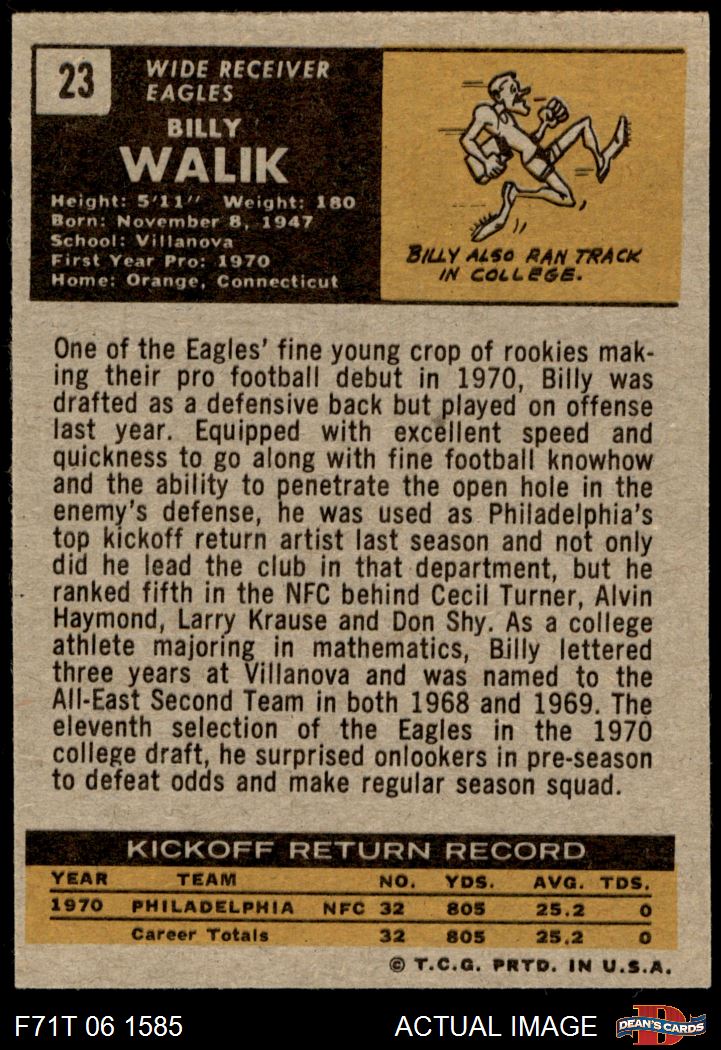 23
WIDE RECEIVER
EAGLES
BILLY
WALIK
Height: 5'11" Weight: 180
Born: November 8, 1947
School: Villanova
First Year Pro: 1970
Home: Orange, Connecticut
BILLY ALSO RAN TRACK
IN COLLEGE.
One of the Eagles' fine young crop of rookies mak-
ing their pro football debut in 1970, Billy was
drafted as a defensive back but played on offense
last year. Equipped with excellent speed and
quickness to go along with fine football knowhow
and the ability to penetrate the open hole in the
enemy's defense, he was used as Philadelphia's
top kickoff return artist last season and not only
did he lead the club in that department, but he
ranked fifth in the NFC behind Cecil Turner, Alvin
Haymond, Larry Krause and Don Shy. As a college
athlete majoring in mathematics, Billy lettered
three years at Villanova and was named to the
All-East Second Team in both 1968 and 1969. The
eleventh selection of the Eagles in the 1970
college draft, he surprised onlookers in pre-season
to defeat odds and make regular season squad.
KICKOFF RETURN RECORD
YEAR TEAM NO. YDS. AVG. TDS.
1970 PHILADELPHIA NFC 32 805 25.2 0
Career Totals 32 805 25.2 0
© T.C.G. PRTD. IN U.S.A.
F71T 06 1585 ACTUAL IMAGE D DEAN'S CARDS